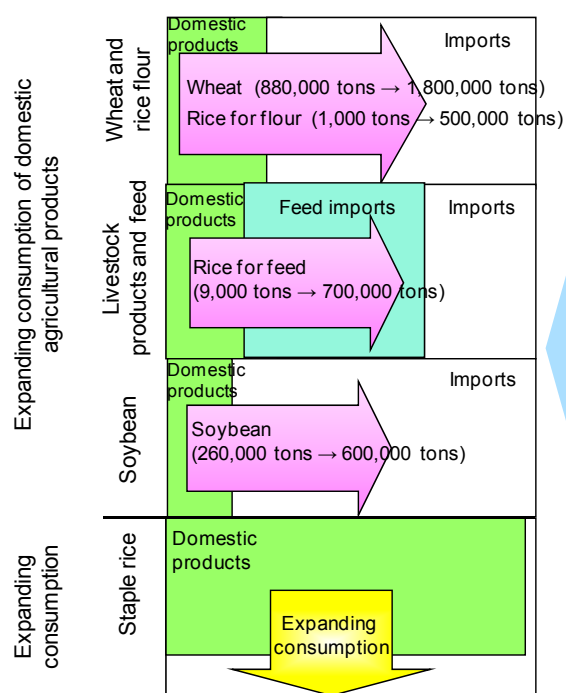 Expanding consumption of domestic
agricultural products
Wheat and
rice flour
Domestic
products
Imports
Wheat (880,000 tons → 1,800,000 tons)
Rice for flour (1,000 tons → 500,000 tons)
Livestock
products and feed
Domestic
products
Feed imports
Imports
Rice for feed
(9,000 tons → 700,000 tons)
Soybean
Domestic
products
Imports
Soybean
(260,000 tons → 600,000 tons)
Expanding
consumption
Staple rice
Domestic
products
Expanding
consumption